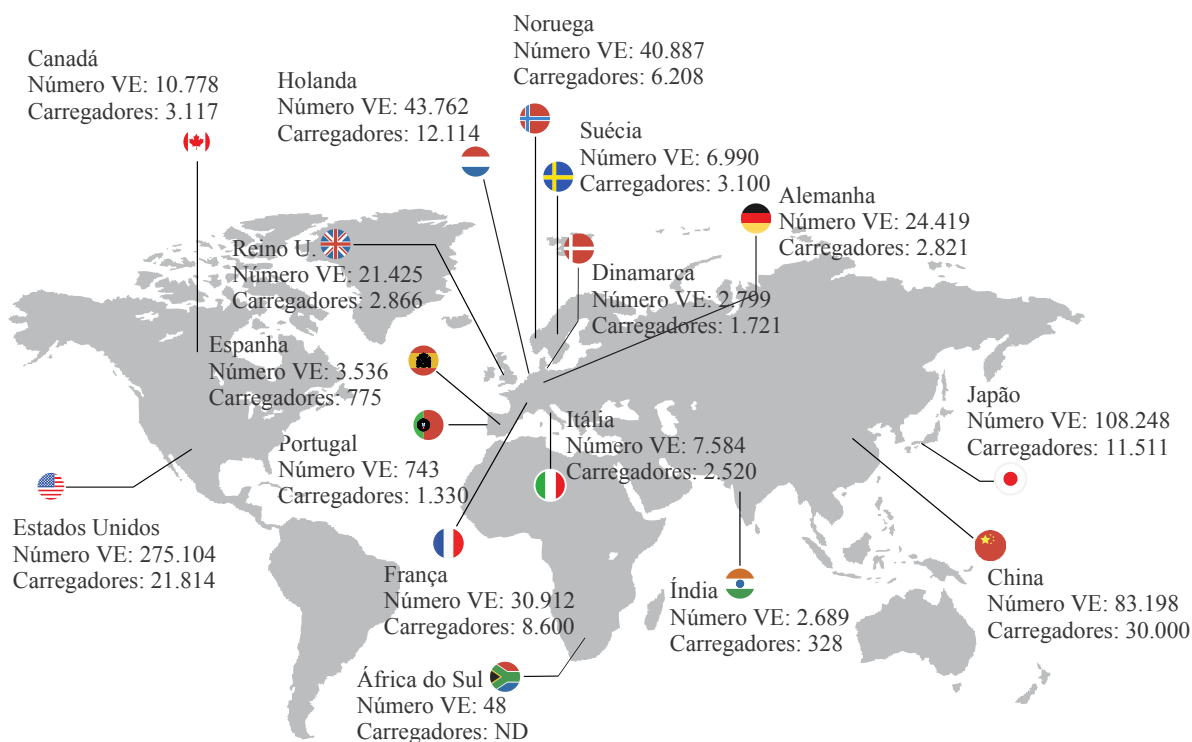 Noruega
Número VE: 40.887
Carregadores: 6.208
Canadá
Número VE: 10.778
Carregadores: 3.117
Holanda
Número VE: 43.762
Carregadores: 12.114
Suécia
Número VE: 6.990
Carregadores: 3.100
Alemanha
Número VE: 24.419
Carregadores: 2.821
Reino U.
Número VE: 21.425
Carregadores: 2.866
Dinamarca
Número VE: 2.799
Carregadores: 1.721
Espanha
Número VE: 3.536
Carregadores: 775
Japão
Número VE: 108.248
Carregadores: 11.511
Itália
Número VE: 7.584
Carregadores: 2.520
Portugal
Número VE: 743
Carregadores: 1.330
Estados Unidos
Número VE: 275.104
Carregadores: 21.814
França
Número VE: 30.912
Carregadores: 8.600
Índia
Número VE: 2.689
Carregadores: 328
China
Número VE: 83.198
Carregadores: 30.000
África do Sul
Número VE: 48
Carregadores: ND